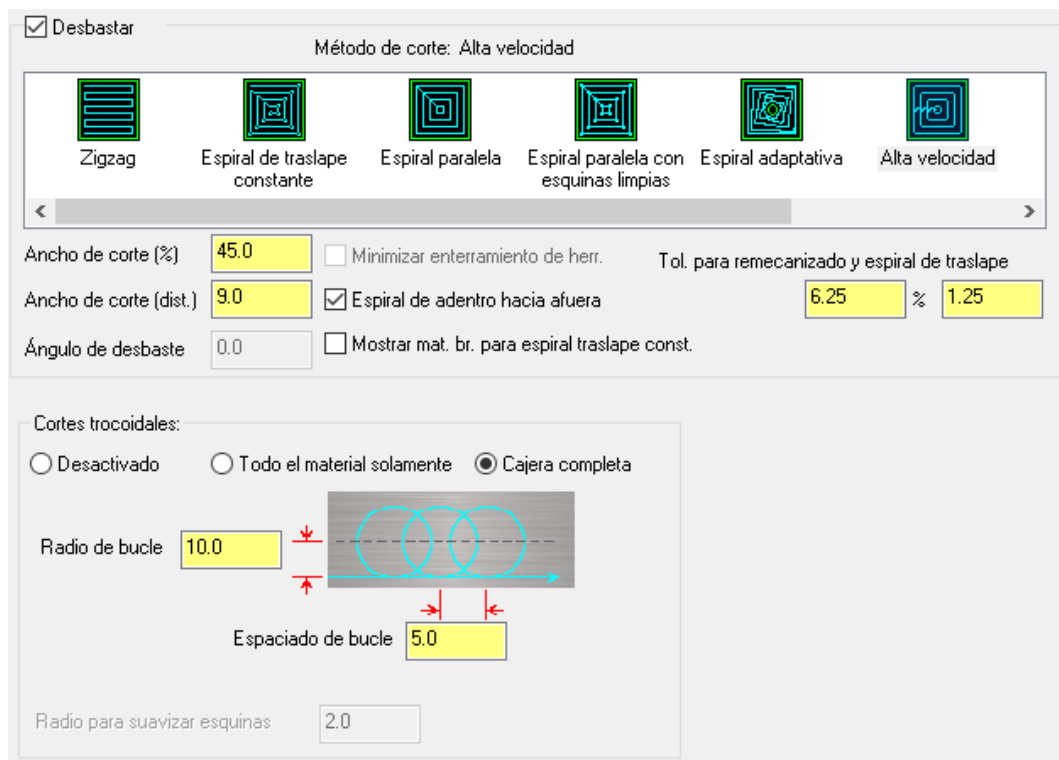 Desbastar
Método de corte: Alta velocidad
Zigzag
Espiral de traslape constante
Espiral paralela
Espiral paralela con esquinas limpias
Espiral adaptativa
Alta velocidad
Ancho de corte (%) 45.0
Minimizar enterramiento de herr.
Tol. para remecanizado y espiral de traslape
Ancho de corte (dist.) 9.0
Espiral de adentro hacia afuera
6.25 % 1.25
Ángulo de desbaste 0.0
Mostrar mat. br. para espiral traslape const.
Cortes trocoidales:
Desactivado
Todo el material solamente
Cajera completa
Radio de bucle 10.0
Espaciado de bucle 5.0
Radio para suavizar esquinas 2.0